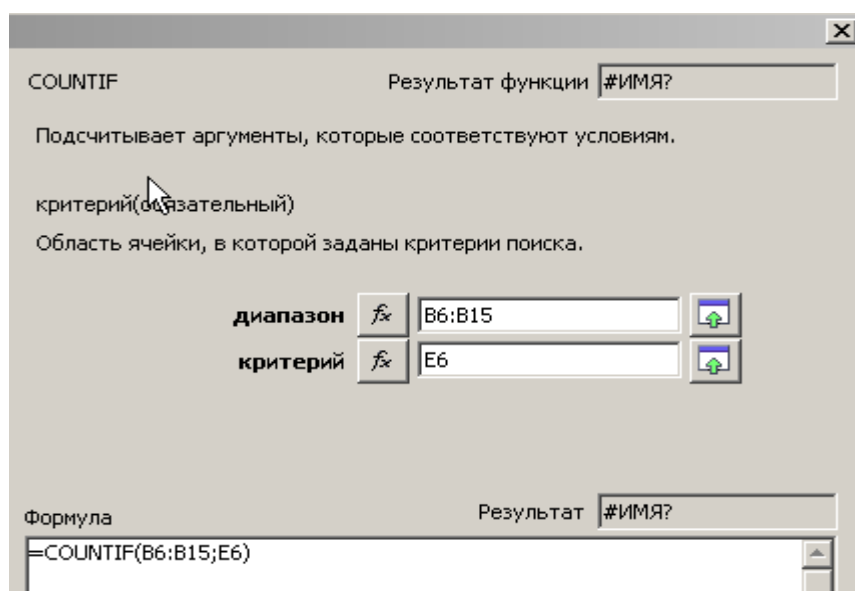 COUNTIF Результат функции #ИМЯ?
Подсчитывает аргументы, которые соответствуют условиям.
критерий(обязательный)
Область ячейки, в которой заданы критерии поиска.
диапазон fx B6:B15
критерий fx E6
Формула Результат #ИМЯ?
=COUNTIF(B6:B15;E6)